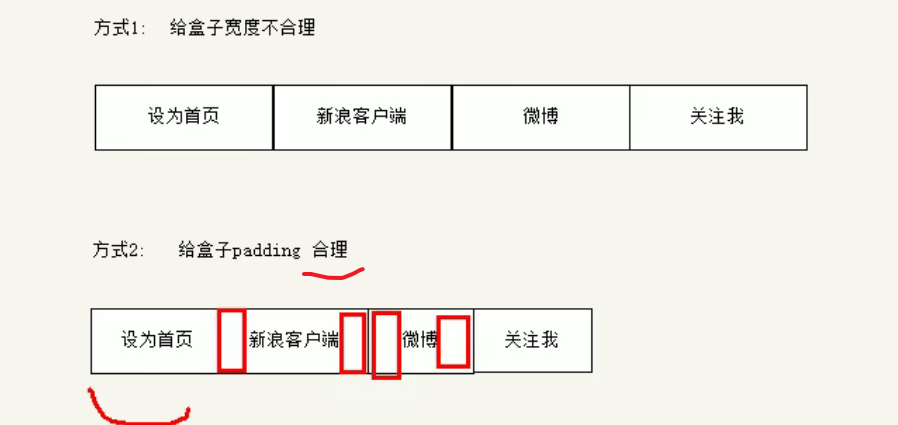 方式1: 给盒子宽度不合理
设为首页 新浪客户端 微博 关注我
方式2: 给盒子padding 合理
设为首页 新浪客户端 微博 关注我